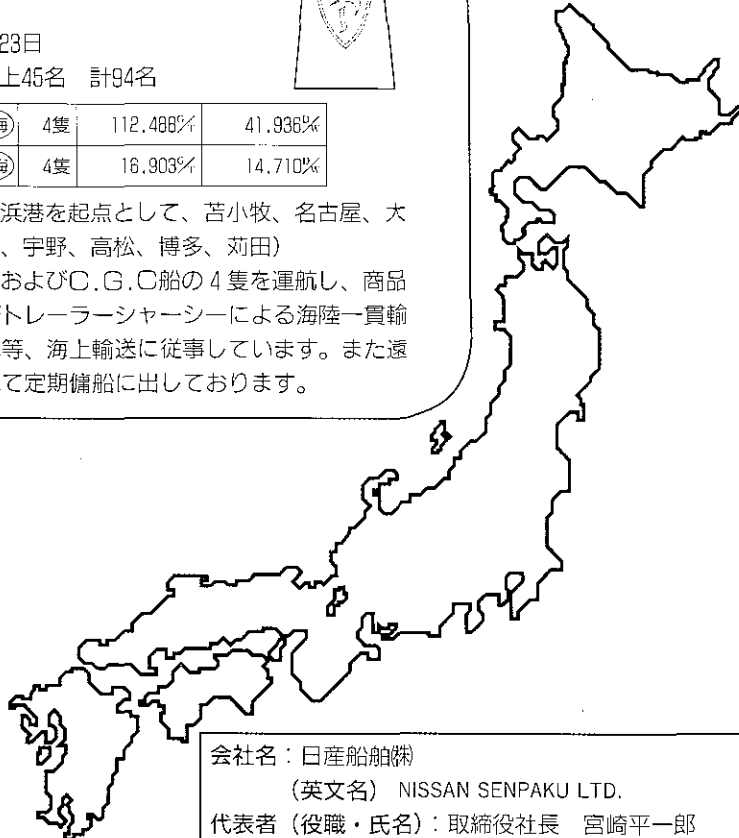 23日
上45名 計94名
4隻 112.488G/T 41.936D/W
4隻 16.903G/T 14.710D/W
浜港を起点として、苫小牧、名古屋、大
、宇野、高松、博多、苅田)
およびC.G.C船の4隻を運航し、商品
トレーラーシャーシーによる海陸一貫輸
等、海上輸送に従事しています。また遠
て定期傭船に出しております。
会社名:日産船舶㈱
(英文名) NISSAN SENPAKU LTD.
代表者(役職・氏名):取締役社長 宮崎平一郎